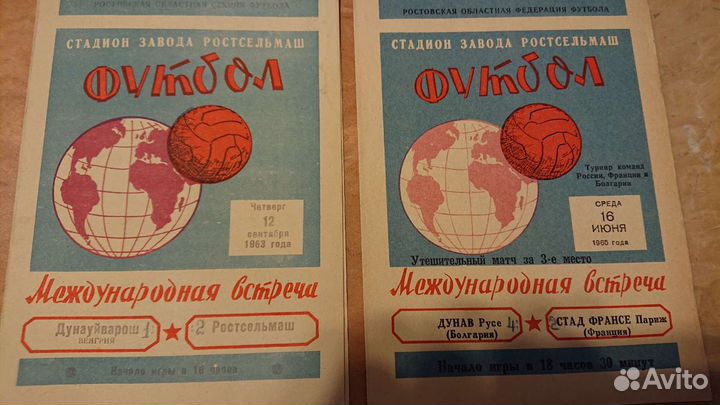 РОСТОВСКАЯ ОБЛАСТНАЯ СЕКЦИЯ ФУТБОЛА
СТАДИОН ЗАВОДА РОСТСЕЛЬМАШ
ФУТБОЛ
Четверг
12
сентября
1963 года
Международная встреча
Дунауйварош 1:2 Ростсельмаш
ВЕНГРИЯ
Начало игры в 18 часов
РОСТОВСКАЯ ОБЛАСТНАЯ ФЕДЕРАЦИЯ ФУТБОЛА
СТАДИОН ЗАВОДА РОСТСЕЛЬМАШ
ФУТБОЛ
Турнир команд
России, Франции и
Болгарии
СРЕДА
16
ИЮНЯ
1965 года
Утешительный матч за 3-е место
Международная встреча
ДУНАВ Русе 4:2 СТАД ФРАНСЕ Париж
(Болгария) (Франция)
Начало игры в 18 часов 30 минут
Avito